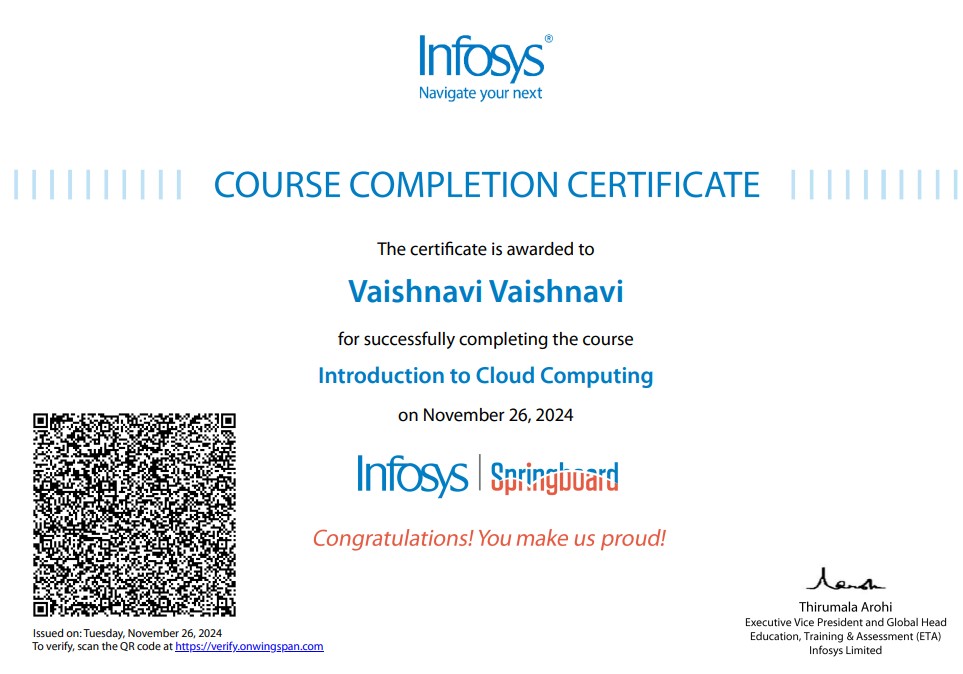 Infosys®
Navigate your next
COURSE COMPLETION CERTIFICATE
The certificate is awarded to
Vaishnavi Vaishnavi
for successfully completing the course
Introduction to Cloud Computing
on November 26, 2024
Infosys | Springboard
Congratulations! You make us proud!
Thirumala Arohi
Executive Vice President and Global Head
Education, Training & Assessment (ETA)
Infosys Limited
Issued on: Tuesday, November 26, 2024
To verify, scan the QR code at https://verify.onwingspan.com